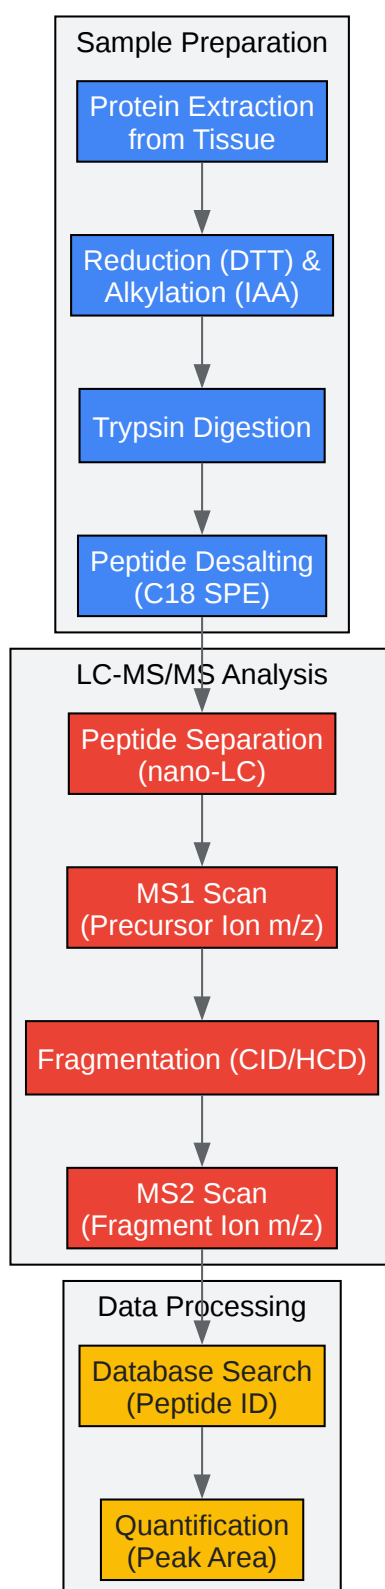 Sample Preparation
Protein Extraction
from Tissue
Reduction (DTT) &
Alkylation (IAA)
Trypsin Digestion
Peptide Desalting
(C18 SPE)
LC-MS/MS Analysis
Peptide Separation
(nano-LC)
MS1 Scan
(Precursor Ion m/z)
Fragmentation (CID/HCD)
MS2 Scan
(Fragment Ion m/z)
Data Processing
Database Search
(Peptide ID)
Quantification
(Peak Area)